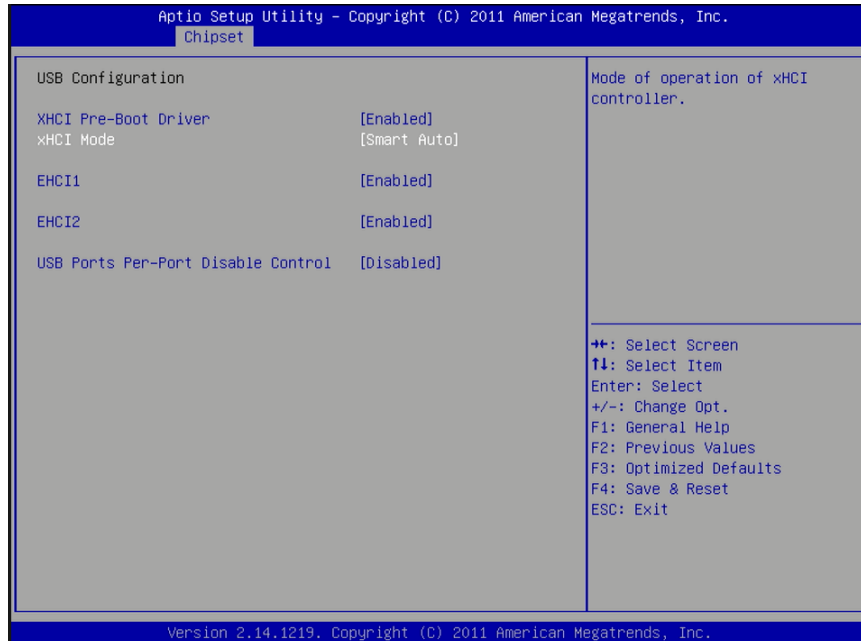 Aptio Setup Utility – Copyright (C) 2011 American Megatrends, Inc.
Chipset
USB Configuration
XHCI Pre-Boot Driver [Enabled]
xHCI Mode [Smart Auto]
EHCI1 [Enabled]
EHCI2 [Enabled]
USB Ports Per-Port Disable Control [Disabled]
Mode of operation of xHCI
controller.
→←: Select Screen
↑↓: Select Item
Enter: Select
+/-: Change Opt.
F1: General Help
F2: Previous Values
F3: Optimized Defaults
F4: Save & Reset
ESC: Exit
Version 2.14.1219. Copyright (C) 2011 American Megatrends, Inc.